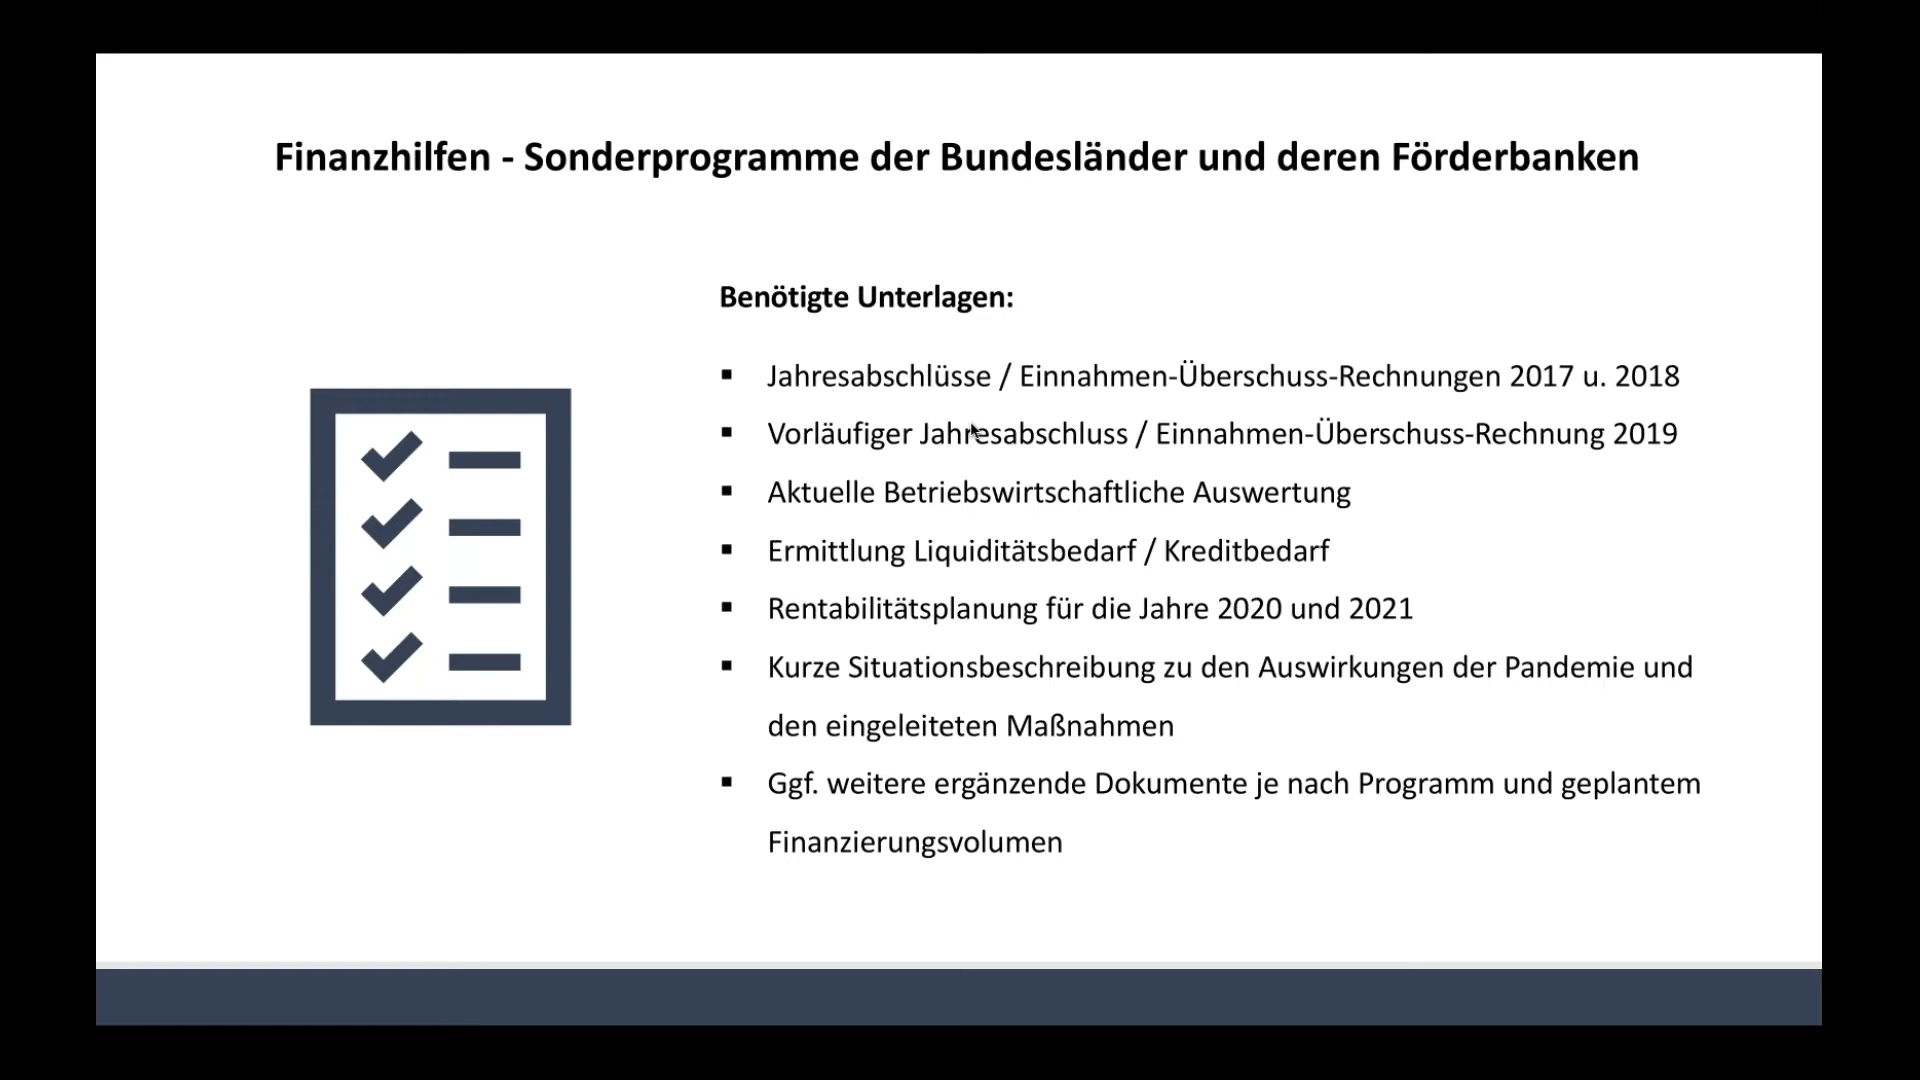 Finanzhilfen - Sonderprogramme der Bundesländer und deren Förderbanken
Benötigte Unterlagen:
▪ Jahresabschlüsse / Einnahmen-Überschuss-Rechnungen 2017 u. 2018
▪ Vorläufiger Jahresabschluss / Einnahmen-Überschuss-Rechnung 2019
▪ Aktuelle Betriebswirtschaftliche Auswertung
▪ Ermittlung Liquiditätsbedarf / Kreditbedarf
▪ Rentabilitätsplanung für die Jahre 2020 und 2021
▪ Kurze Situationsbeschreibung zu den Auswirkungen der Pandemie und
den eingeleiteten Maßnahmen
▪ Ggf. weitere ergänzende Dokumente je nach Programm und geplantem
Finanzierungsvolumen